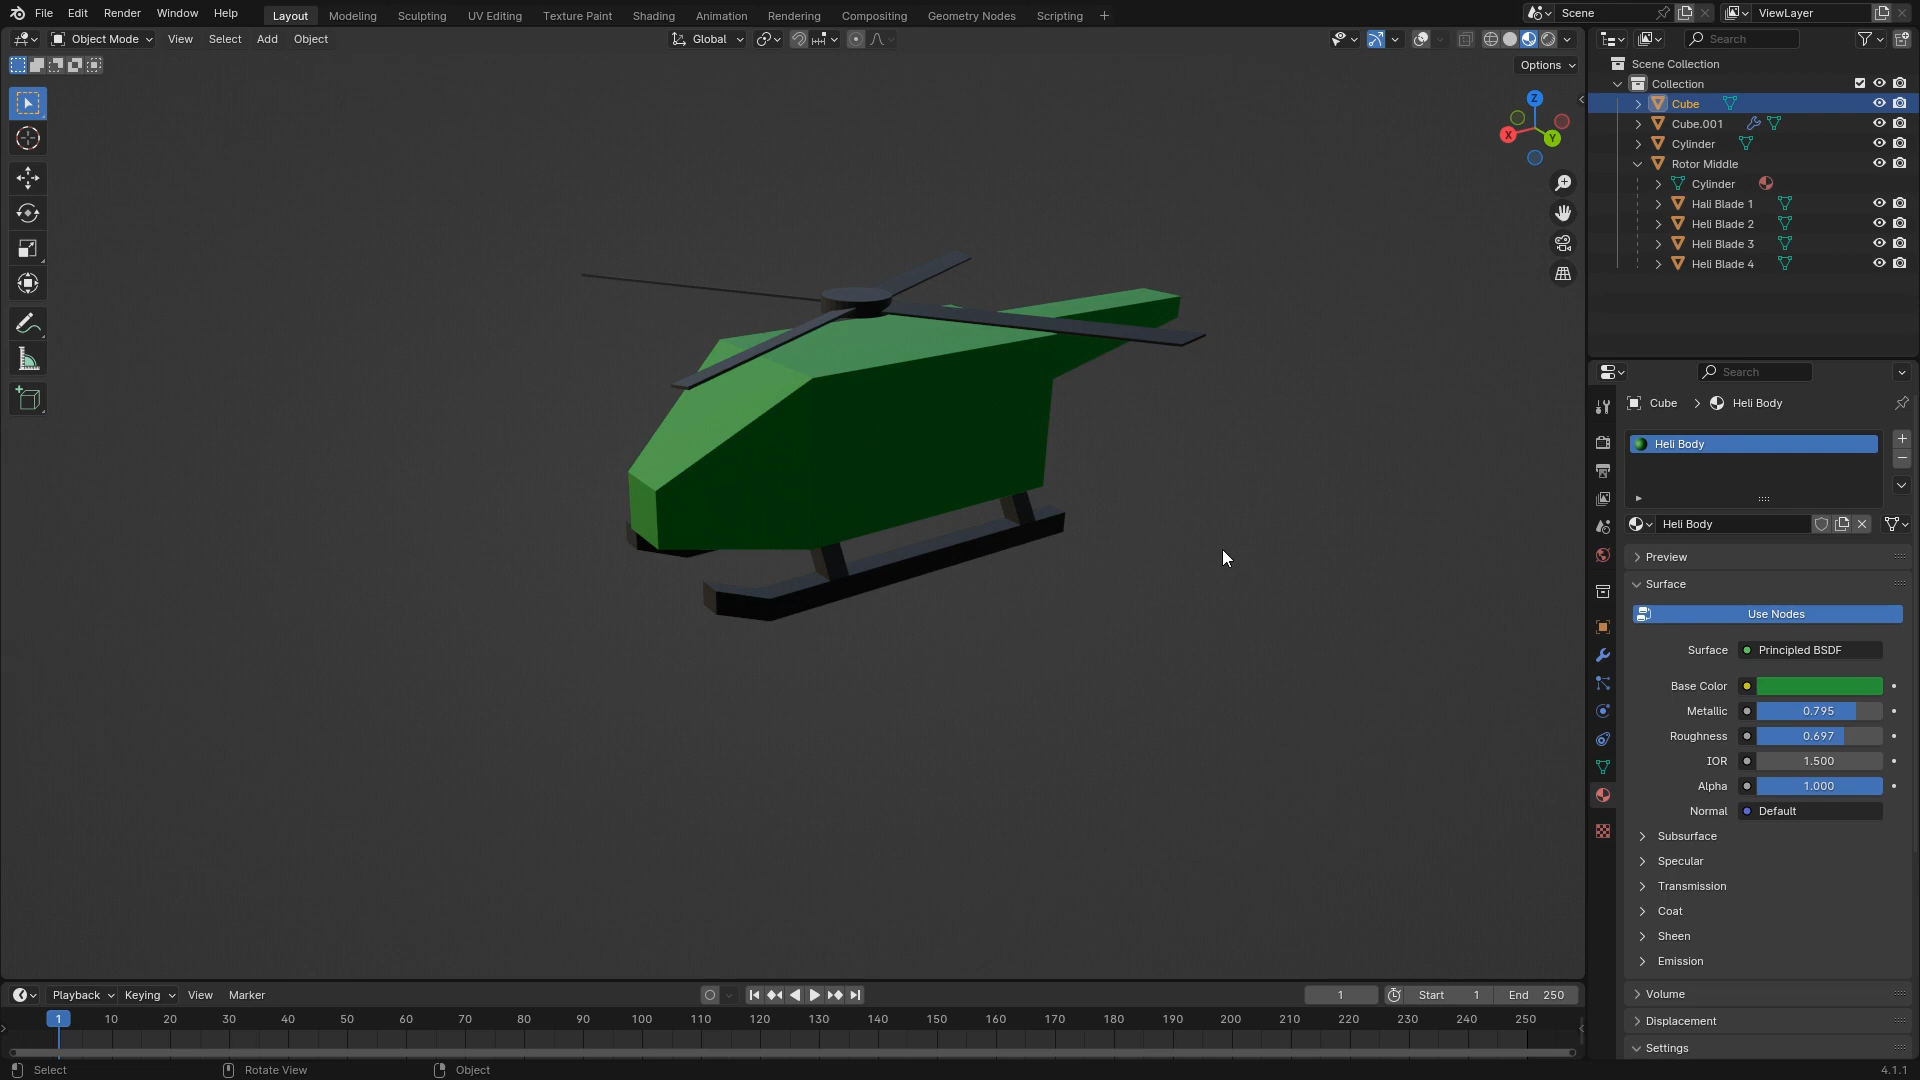 File Edit Render Window Help Layout Modeling Sculpting UV Editing Texture Paint Shading Animation Rendering Compositing Geometry Nodes Scripting + Scene ViewLayer
Object Mode View Select Add Object Global Search
Options
Scene Collection
Collection
Cube
Cube.001
Cylinder
Rotor Middle
Cylinder
Hali Blade 1
Heli Blade 2
Heli Blade 3
Heli Blade 4
Z
X
Y
Search
Cube > Heli Body
Heli Body
Heli Body
Preview
Surface
Use Nodes
Surface Principled BSDF
Base Color
Metallic 0.795
Roughness 0.697
IOR 1.500
Alpha 1.000
Normal Default
Subsurface
Specular
Transmission
Coat
Sheen
Emission
Volume
Displacement
Settings
Playback Keying View Marker 1 Start 1 End 250
1 10 20 30 40 50 60 70 80 90 100 110 120 130 140 150 160 170 180 190 200 210 220 230 240 250
Select Rotate View Object 4.1.1